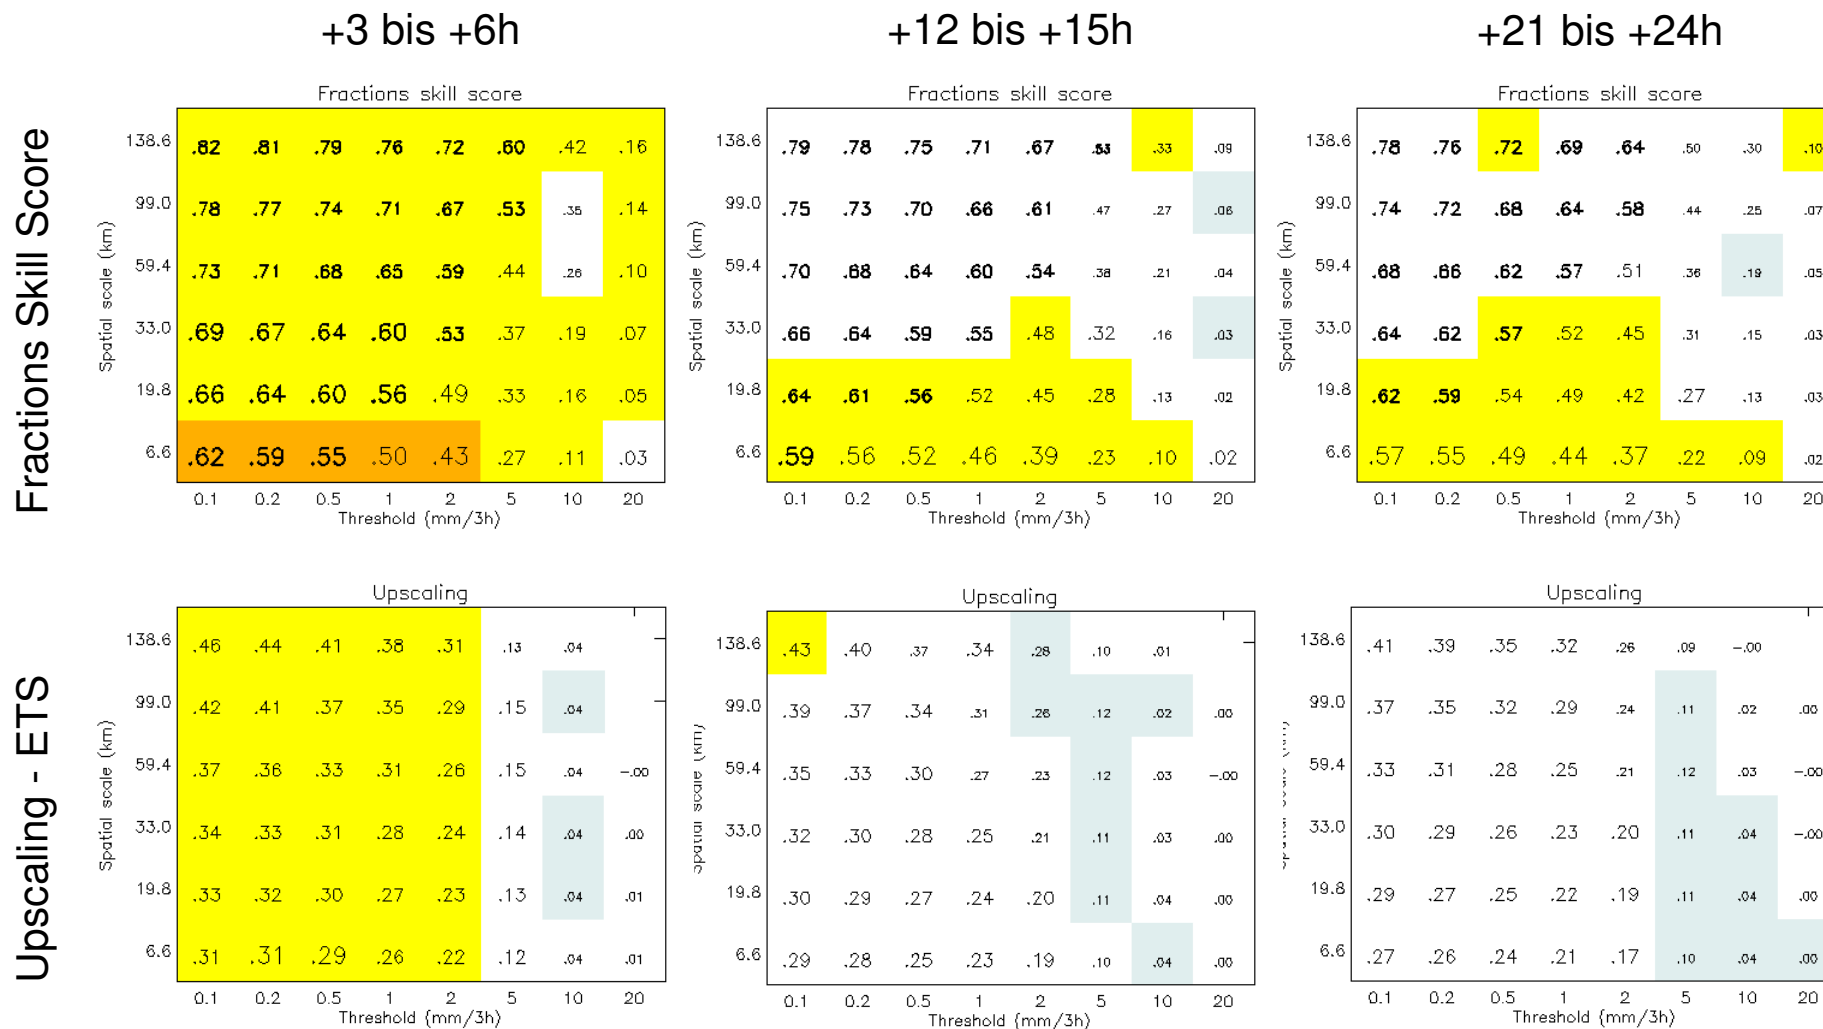 +3 bis +6h
+12 bis +15h
+21 bis +24h
Fractions Skill Score
Fractions skill score
Spatial scale (km)
138.6 .82 .81 .79 .76 .72 .60 .42 .16
99.0 .78 .77 .74 .71 .67 .53 .35 .14
59.4 .73 .71 .68 .65 .59 .44 .26 .10
33.0 .69 .67 .64 .60 .53 .37 .19 .07
19.8 .66 .64 .60 .56 .49 .33 .16 .05
6.6 .62 .59 .55 .50 .43 .27 .11 .03
0.1 0.2 0.5 1 2 5 10 20
Threshold (mm/3h)
Fractions skill score
Spatial scale (km)
138.6 .79 .78 .75 .71 .67 .53 .33 .09
99.0 .75 .73 .70 .66 .61 .47 .27 .06
59.4 .70 .68 .64 .60 .54 .38 .21 .04
33.0 .66 .64 .59 .55 .48 .32 .16 .03
19.8 .64 .61 .56 .52 .45 .28 .13 .02
6.6 .59 .56 .52 .46 .39 .23 .10 .02
0.1 0.2 0.5 1 2 5 10 20
Threshold (mm/3h)
Fractions skill score
Spatial scale (km)
138.6 .78 .76 .72 .69 .64 .50 .30 .10
99.0 .74 .72 .68 .64 .58 .44 .25 .07
59.4 .68 .66 .62 .57 .51 .36 .19 .05
33.0 .64 .62 .57 .52 .45 .31 .15 .03
19.8 .62 .59 .54 .49 .42 .27 .13 .03
6.6 .57 .55 .49 .44 .37 .22 .09 .02
0.1 0.2 0.5 1 2 5 10 20
Threshold (mm/3h)
Upscaling - ETS
Upscaling
Spatial scale (km)
138.6 .46 .44 .41 .38 .31 .13 .04
99.0 .42 .41 .37 .35 .29 .15 .04
59.4 .37 .36 .33 .31 .26 .15 .04 -.00
33.0 .34 .33 .31 .28 .24 .14 .04 .00
19.8 .33 .32 .30 .27 .23 .13 .04 .01
6.6 .31 .31 .29 .26 .22 .12 .04 .01
0.1 0.2 0.5 1 2 5 10 20
Threshold (mm/3h)
Upscaling
Spatial scale (km)
138.6 .43 .40 .37 .34 .28 .10 .01
99.0 .39 .37 .34 .31 .26 .12 .02 .00
59.4 .35 .33 .30 .27 .23 .12 .03 -.00
33.0 .32 .30 .28 .25 .21 .11 .03 .00
19.8 .30 .29 .27 .24 .20 .11 .04 .00
6.6 .29 .28 .25 .23 .19 .10 .04 .00
0.1 0.2 0.5 1 2 5 10 20
Threshold (mm/3h)
Upscaling
138.6 .41 .39 .35 .32 .26 .09 -.00
99.0 .37 .35 .32 .29 .24 .11 .02 .00
59.4 .33 .31 .28 .25 .21 .12 .03 -.00
33.0 .30 .29 .26 .23 .20 .11 .04 -.00
19.8 .29 .27 .25 .22 .19 .11 .04 .00
6.6 .27 .26 .24 .21 .17 .10 .04 .00
0.1 0.2 0.5 1 2 5 10 20
Threshold (mm/3h)